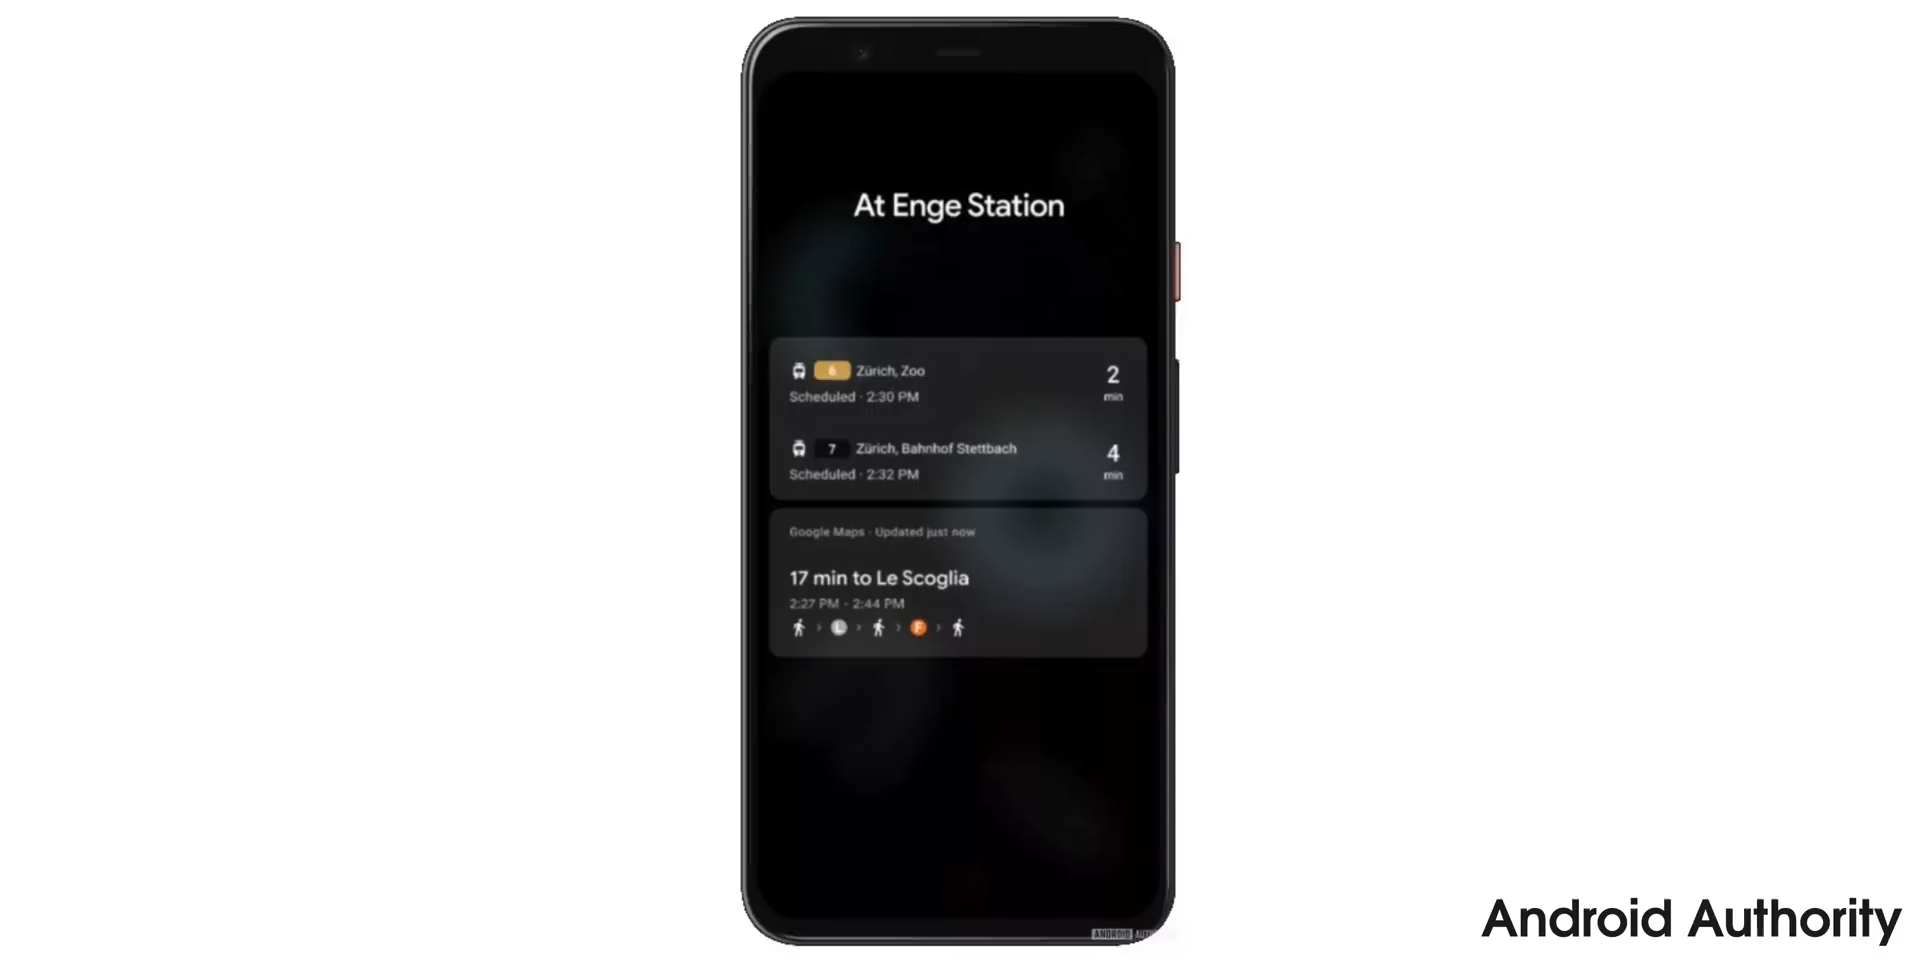 At Enge Station
6 Zürich, Zoo
2
Scheduled · 2:30 PM
min
7 Zürich, Bahnhof Stettbach
4
Scheduled · 2:32 PM
min
Google Maps · Updated just now
17 min to Le Scoglia
2:27 PM - 2:44 PM
L F
Android Authority
ANDROID